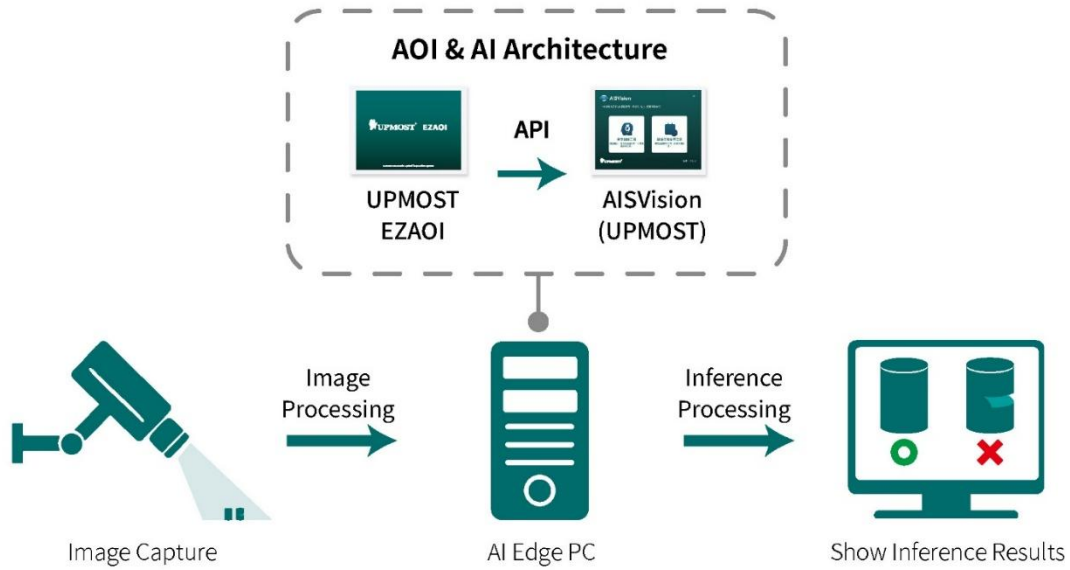 AOI & AI Architecture
UPMOST EZAOI
API
AISVision
UPMOST
EZAOI
AISVision
(UPMOST)
Image
Processing
Inference
Processing
Image Capture
AI Edge PC
Show Inference Results